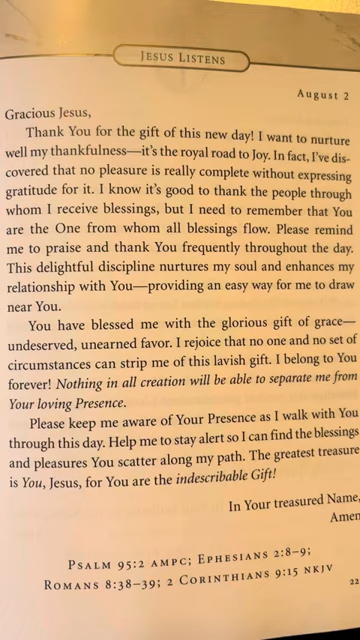 JESUS LISTENS
August 2
Gracious Jesus,
Thank You for the gift of this new day! I want to nurture
well my thankfulness—it's the royal road to Joy. In fact, I've dis-
covered that no pleasure is really complete without expressing
gratitude for it. I know it's good to thank the people through
whom I receive blessings, but I need to remember that You
are the One from whom all blessings flow. Please remind
me to praise and thank You frequently throughout the day.
This delightful discipline nurtures my soul and enhances my
relationship with You—providing an easy way for me to draw
near You.
You have blessed me with the glorious gift of grace—
undeserved, unearned favor. I rejoice that no one and no set of
circumstances can strip me of this lavish gift. I belong to You
forever! Nothing in all creation will be able to separate me from
Your loving Presence.
Please keep me aware of Your Presence as I walk with You
through this day. Help me to stay alert so I can find the blessings
and pleasures You scatter along my path. The greatest treasure
is You, Jesus, for You are the indescribable Gift!
In Your treasured Name,
Amen
PSALM 95:2 AMPC; EPHESIANS 2:8–9;
ROMANS 8:38–39; 2 CORINTHIANS 9:15 NKJV
22